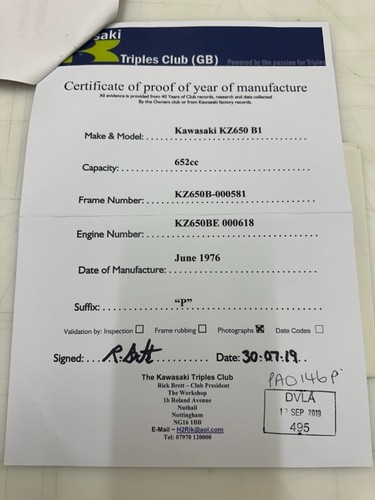 saki
Triples Club (GB) Powered by the passion for Triples
Certificate of proof of year of manufacture
All evidence is provided from 40 Years of Club records, research and data collected
By the Owners club or from Kawasaki factory records.
Make & Model: Kawasaki KZ650 B1
Capacity: 652cc
Frame Number: KZ650B-000581
Engine Number: KZ650BE 000618
Date of Manufacture: June 1976
Suffix: “P”
Validation by: Inspection Frame rubbing Photographs Date Codes
Signed: R. Brett Date: 30.07.19
The Kawasaki Triples Club
Rick Brett – Club President
The Workshop
1b Roland Avenue
Nuthall
Nottingham
NG16 1BB
E-Mail – H2Rik@aol.com
Tel: 07970 120000
PAO146P
DVLA
SEP 2019
495